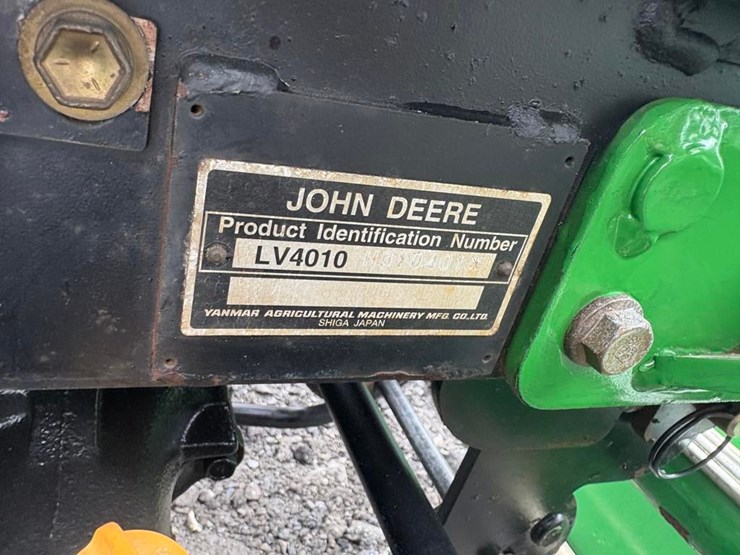 JOHN DEERE
Product Identification Number
LV4010
YANMAR AGRICULTURAL MACHINERY MFG. CO.,LTD.
SHIGA JAPAN